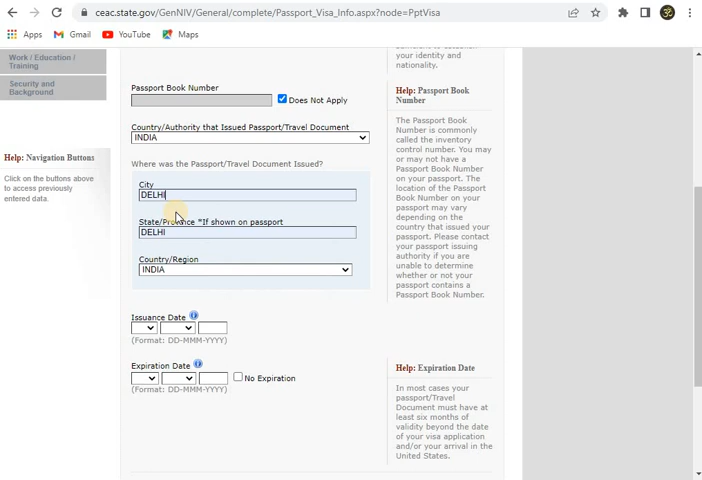 ceac.state.gov/GenNIV/General/complete/Passport_Visa_Info.aspx?node=PptVisa
Apps
Gmail
YouTube
Maps
Work / Education /
Training
Security and
Background
Help: Navigation Buttons
Click on the buttons above
to access previously
entered data.
Passport Book Number
Does Not Apply
Country/Authority that Issued Passport/Travel Document
INDIA
Where was the Passport/Travel Document Issued?
City
DELHI
State/Province *If shown on passport
DELHI
Country/Region
INDIA
Issuance Date
(Format: DD-MMM-YYYY)
Expiration Date
No Expiration
(Format: DD-MMM-YYYY)
your identity and
nationality.
Help: Passport Book
Number
The Passport Book
Number is commonly
called the inventory
control number. You may
or may not have a
Passport Book Number
on your passport. The
location of the Passport
Book Number on your
passport may vary
depending on the
country that issued your
passport. Please contact
your passport issuing
authority if you are
unable to determine
whether or not your
passport contains a
Passport Book Number.
Help: Expiration Date
In most cases your
passport/Travel
Document must have at
least six months of
validity beyond the date
of your visa application
and/or your arrival in the
United States.